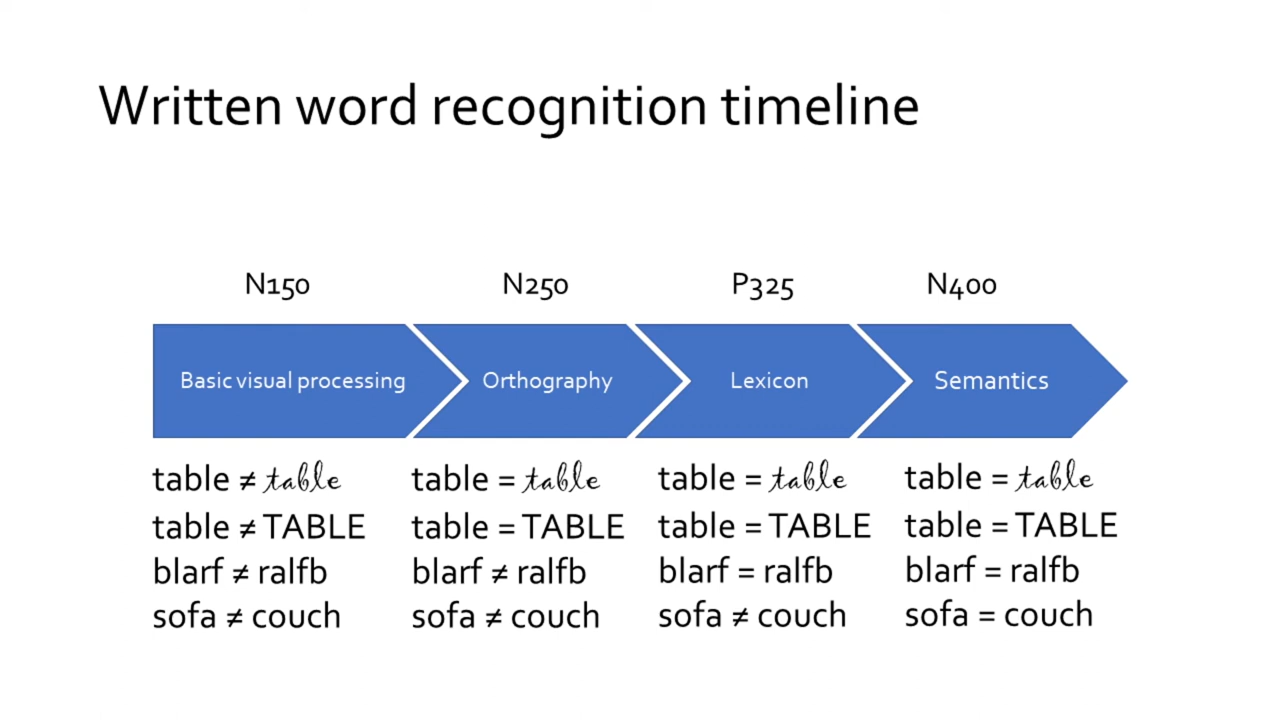 Written word recognition timeline
N150 N250 P325 N400
Basic visual processing Orthography Lexicon Semantics
table ≠ table table = table table = table table = table
table ≠ TABLE table = TABLE table = TABLE table = TABLE
blarf ≠ ralfb blarf ≠ ralfb blarf = ralfb blarf = ralfb
sofa ≠ couch sofa ≠ couch sofa ≠ couch sofa = couch